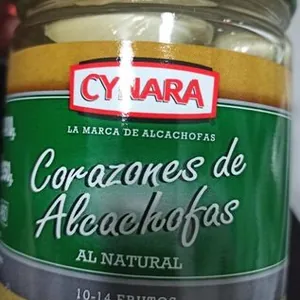 CYNARA
LA MARCA DE ALCACHOFAS
Corazones de
Alcachofas
AL NATURAL
10-14 FRUTOS